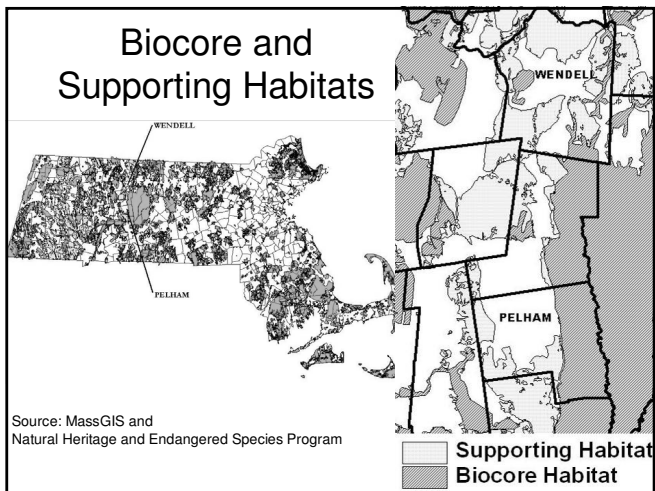 Biocore and
Supporting Habitats
WENDELL
PELHAM
Source: MassGIS and
Natural Heritage and Endangered Species Program
WENDELL
PELHAM
Supporting Habitat
Biocore Habitat